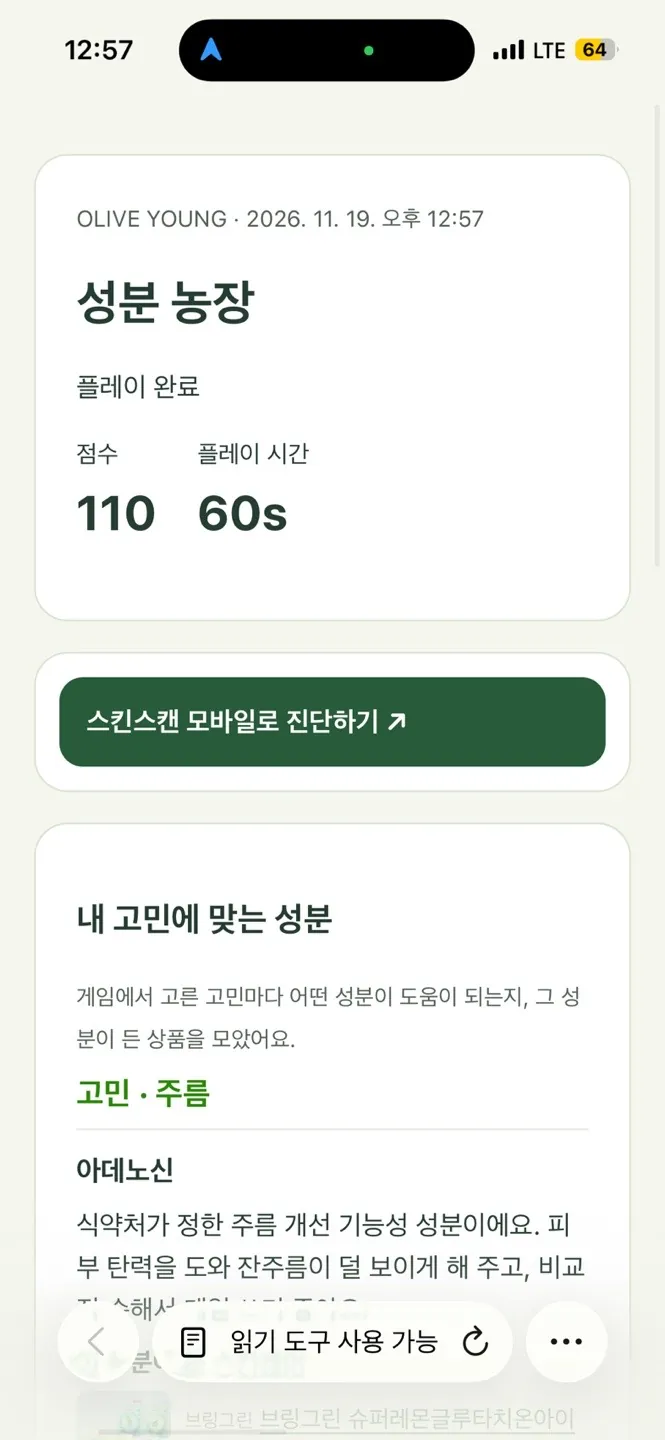 12:57
LTE 64
OLIVE YOUNG · 2026. 11. 19. 오후 12:57
성분 농장
플레이 완료
점수 플레이 시간
110 60s
스킨스캔 모바일로 진단하기 ↗
내 고민에 맞는 성분
게임에서 고른 고민마다 어떤 성분이 도움이 되는지, 그 성
분이 든 상품을 모았어요.
고민 · 주름
아데노신
식약처가 정한 주름 개선 기능성 성분이에요. 피
부 탄력을 도와 잔주름이 덜 보이게 해 주고, 비교
읽기 도구 사용 가능
브링그린 브링그린 슈퍼레몬글루타치온아이